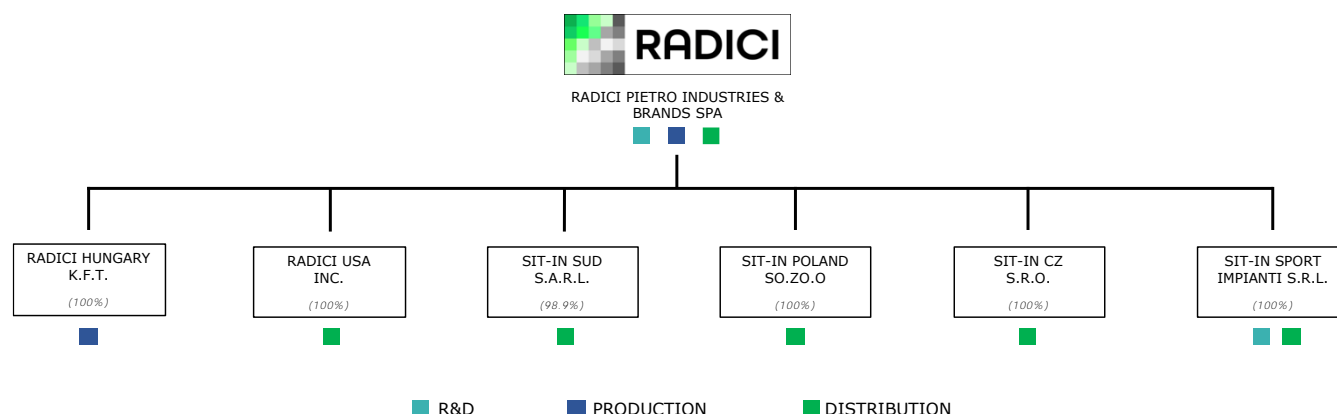 RADICI
RADICI PIETRO INDUSTRIES &
BRANDS SPA
RADICI HUNGARY
K.F.T.
(100%)
RADICI USA
INC.
(100%)
SIT-IN SUD
S.A.R.L.
(98.9%)
SIT-IN POLAND
SO.ZO.O
(100%)
SIT-IN CZ
S.R.O.
(100%)
SIT-IN SPORT
IMPIANTI S.R.L.
(100%)
R&D
PRODUCTION
DISTRIBUTION